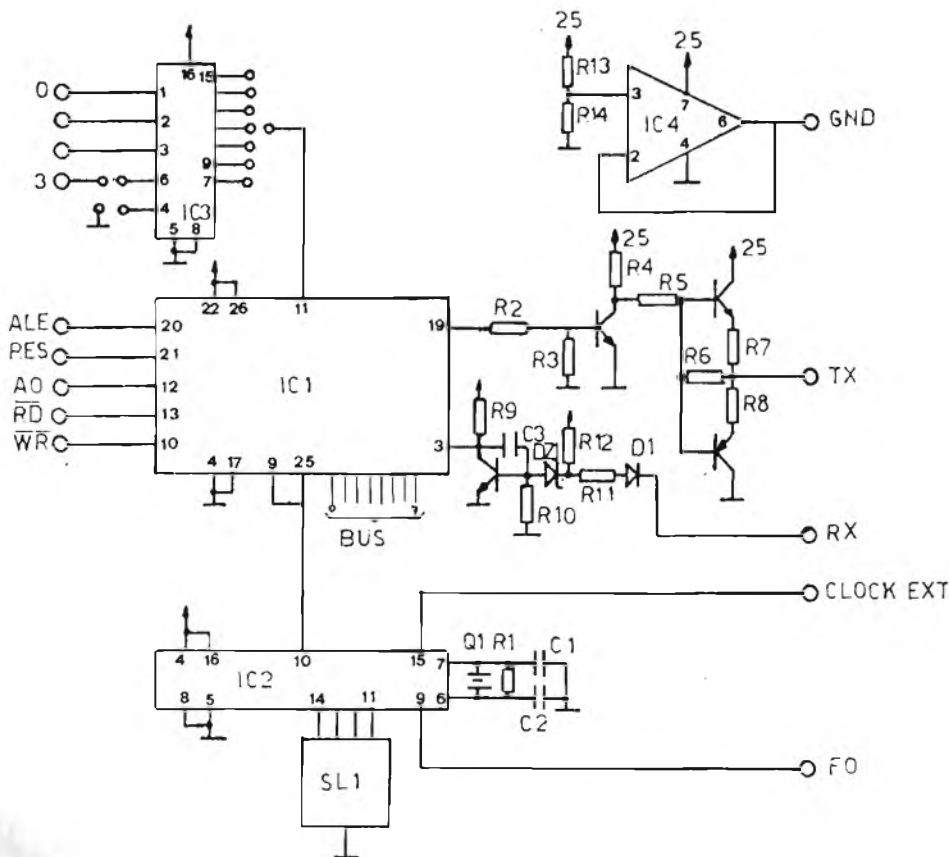 16 15
0 1
2
3
3 6 9
7
4 IC3
5 8
25
R13
25
3 7
R14 IC4 6 GND
2 4
22 26 11
ALE 20
RES 21
A0 12
RD 13
WR 10
IC1
19
3
4 17 9 25
0 7
BUS
R2
R3
25
R4
R5
25
R7
R6 TX
R8
R9
C3
DZ1
R12
R11
D1
R10
RX
CLOCK EXT
4 16 10 15 7
IC2
8 5 14 11 9 6
Q1 R1 C1
C2
SL1
FO